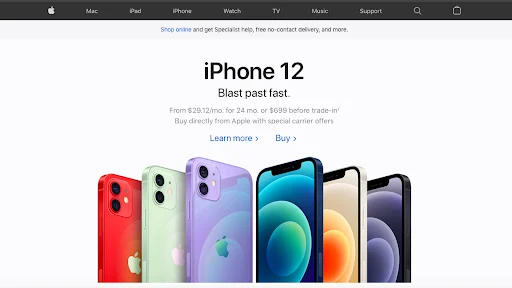 Mac iPad iPhone Watch TV Music Support
Shop online and get Specialist help, free no-contact delivery, and more.
iPhone 12
Blast past fast.
From $29.12/mo. for 24 mo. or $699 before trade-in¹
Buy directly from Apple with special carrier offers
Learn more > Buy >